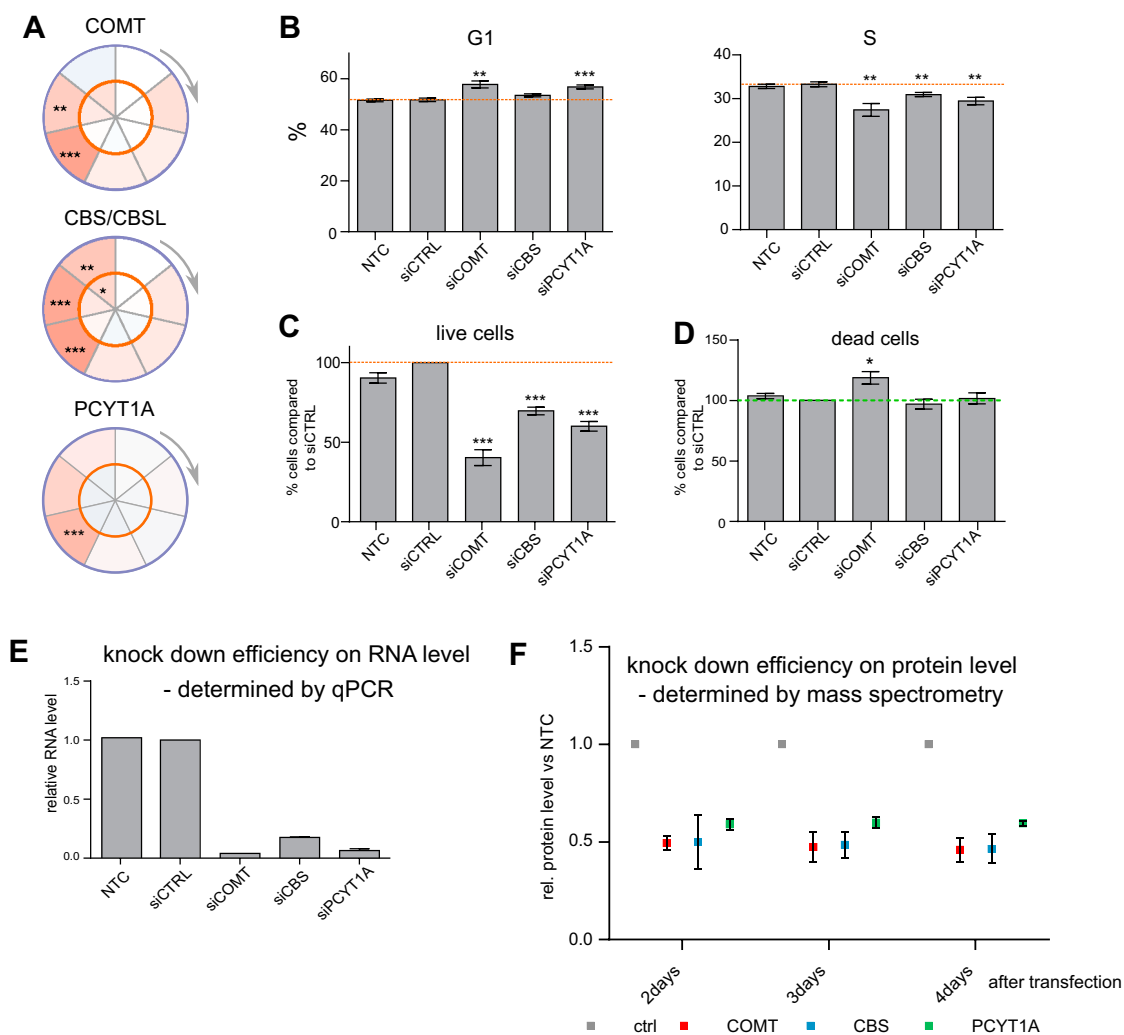 A
COMT
**
***
CBS/CBSL
**
*
***
***
PCYT1A
***
B
G1
%
60
40
20
0
**
***
NTC
siCTRL
siCOMT
siCBS
siPCYT1A
S
40
30
20
10
0
**
**
**
NTC
siCTRL
siCOMT
siCBS
siPCYT1A
C
live cells
% cells compared
to siCTRL
100
50
0
***
***
***
NTC
siCTRL
siCOMT
siCBS
siPCYT1A
D
dead cells
% cells compared
to siCTRL
150
100
50
0
*
NTC
siCTRL
siCOMT
siCBS
siPCYT1A
E
knock down efficiency on RNA level
- determined by qPCR
relative RNA level
1.5
1.0
0.5
0.0
NTC
siCTRL
siCOMT
siCBS
siPCYT1A
F
knock down efficiency on protein level
- determined by mass spectrometry
rel. protein level vs NTC
1.5
1.0
0.5
0.0
2days
3days
4days
after transfection
ctrl
COMT
CBS
PCYT1A